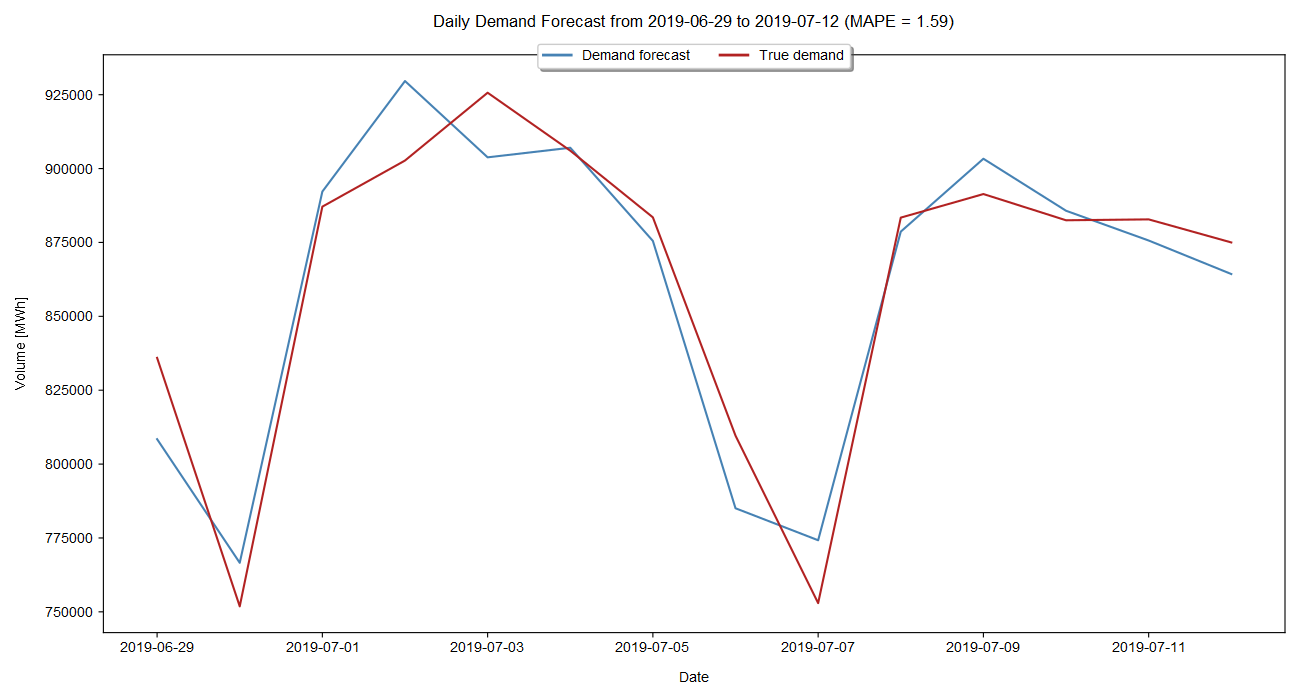 Daily Demand Forecast from 2019-06-29 to 2019-07-12 (MAPE = 1.59)
Demand forecast True demand
925000
900000
875000
850000
825000
800000
775000
750000
Volume [MWh]
2019-06-29 2019-07-01 2019-07-03 2019-07-05 2019-07-07 2019-07-09 2019-07-11
Date